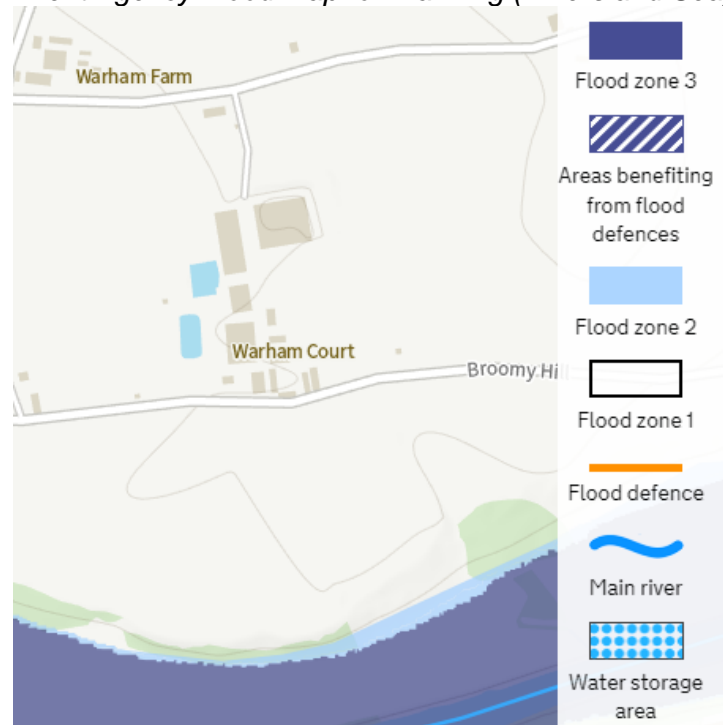 Warham Farm
Warham Court
Broomy Hi
Flood zone 3
Areas benefiting
from flood
defences
Flood zone 2
Flood zone 1
Flood defence
Main river
Water storage
area